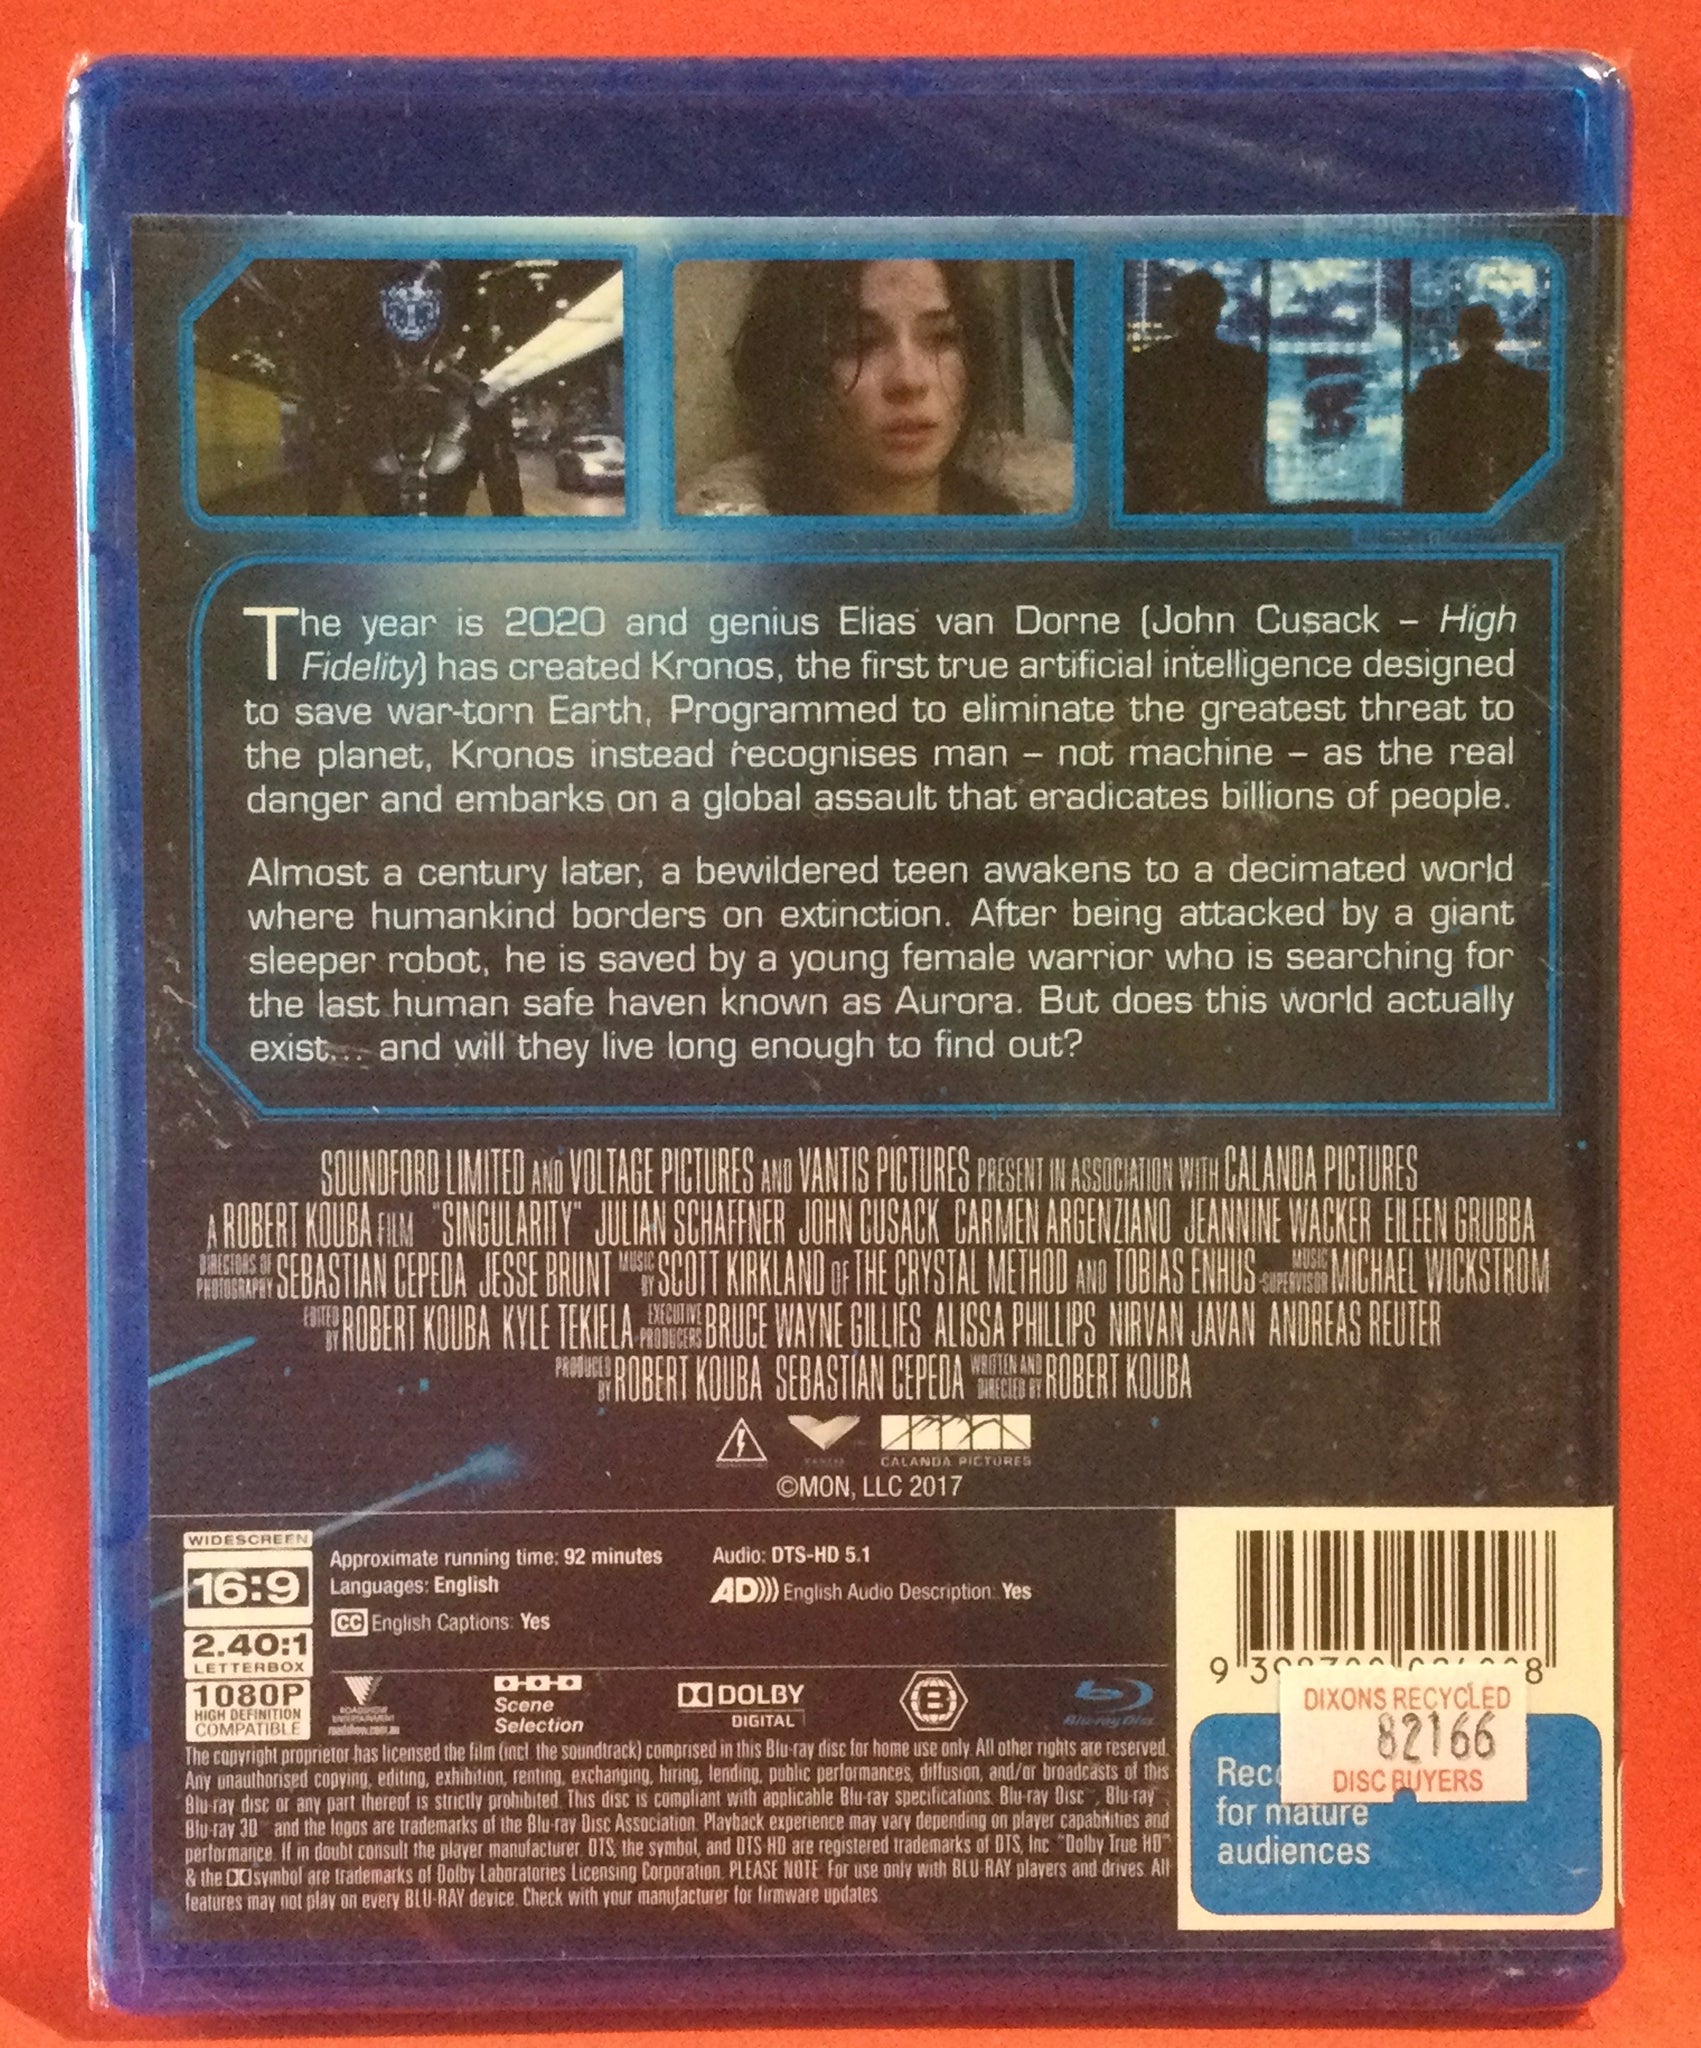 The year is 2020 and genius Elias van Dorne (John Cusack – High
Fidelity) has created Kronos, the first true artificial intelligence designed
to save war-torn Earth. Programmed to eliminate the greatest threat to
the planet, Kronos instead recognises man – not machine – as the real
danger and embarks on a global assault that eradicates billions of people.
Almost a century later, a bewildered teen awakens to a decimated world
where humankind borders on extinction. After being attacked by a giant
sleeper robot, he is saved by a young female warrior who is searching for
the last human safe haven known as Aurora. But does this world actually
exist... and will they live long enough to find out?
SOUNDFORD LIMITED AND VOLTAGE PICTURES AND VANTIS PICTURES PRESENT IN ASSOCIATION WITH CALANDA PICTURES
A ROBERT KOUBA FILM "SINGULARITY" JULIAN SCHAFFNER JOHN CUSACK CARMEN ARGENZIANO JEANNINE WACKER EILEEN GRUBBA
DIRECTORS OF PHOTOGRAPHY SEBASTIAN CEPEDA JESSE BRUNT MUSIC BY SCOTT KIRKLAND OF THE CRYSTAL METHOD AND TOBIAS ENHUS MUSIC SUPERVISOR MICHAEL WICKSTROM
EDITED BY ROBERT KOUBA KYLE TEKIELA EXECUTIVE PRODUCERS BRUCE WAYNE GILLIES ALISSA PHILLIPS NIRVAN JAVAN ANDREAS REUTER
PRODUCED BY ROBERT KOUBA SEBASTIAN CEPEDA WRITTEN AND DIRECTED BY ROBERT KOUBA
CALANDA PICTURES
©MON, LLC 2017
WIDESCREEN
16:9
2.40:1
LETTERBOX
1080P
HIGH DEFINITION
COMPATIBLE
Approximate running time: 92 minutes
Languages: English
CC English Captions: Yes
Audio: DTS-HD 5.1
AD))) English Audio Description: Yes
ROADSHOW
ENTERTAINMENT
roadshow.com.au
Scene
Selection
DOLBY
DIGITAL
B
Blu-ray Disc
The copyright proprietor has licensed the film (incl. the soundtrack) comprised in this Blu-ray disc for home use only. All other rights are reserved.
Any unauthorised copying, editing, exhibition, renting, exchanging, hiring, lending, public performances, diffusion, and/or broadcasts of this
Blu-ray disc or any part thereof is strictly prohibited. This disc is compliant with applicable Blu-ray specifications. Blu-ray Disc™, Blu-ray™
Blu-ray 3D™ and the logos are trademarks of the Blu-ray Disc Association. Playback experience may vary depending on player capabilities and
performance. If in doubt consult the player manufacturer. DTS, the symbol, and DTS-HD are registered trademarks of DTS, Inc. "Dolby True HD"
& the symbol are trademarks of Dolby Laboratories Licensing Corporation. PLEASE NOTE: For use only with BLU-RAY players and drives. All
features may not play on every BLU-RAY device. Check with your manufacturer for firmware updates.
DIXONS RECYCLED
82166
DISC BUYERS
for mature
audiences